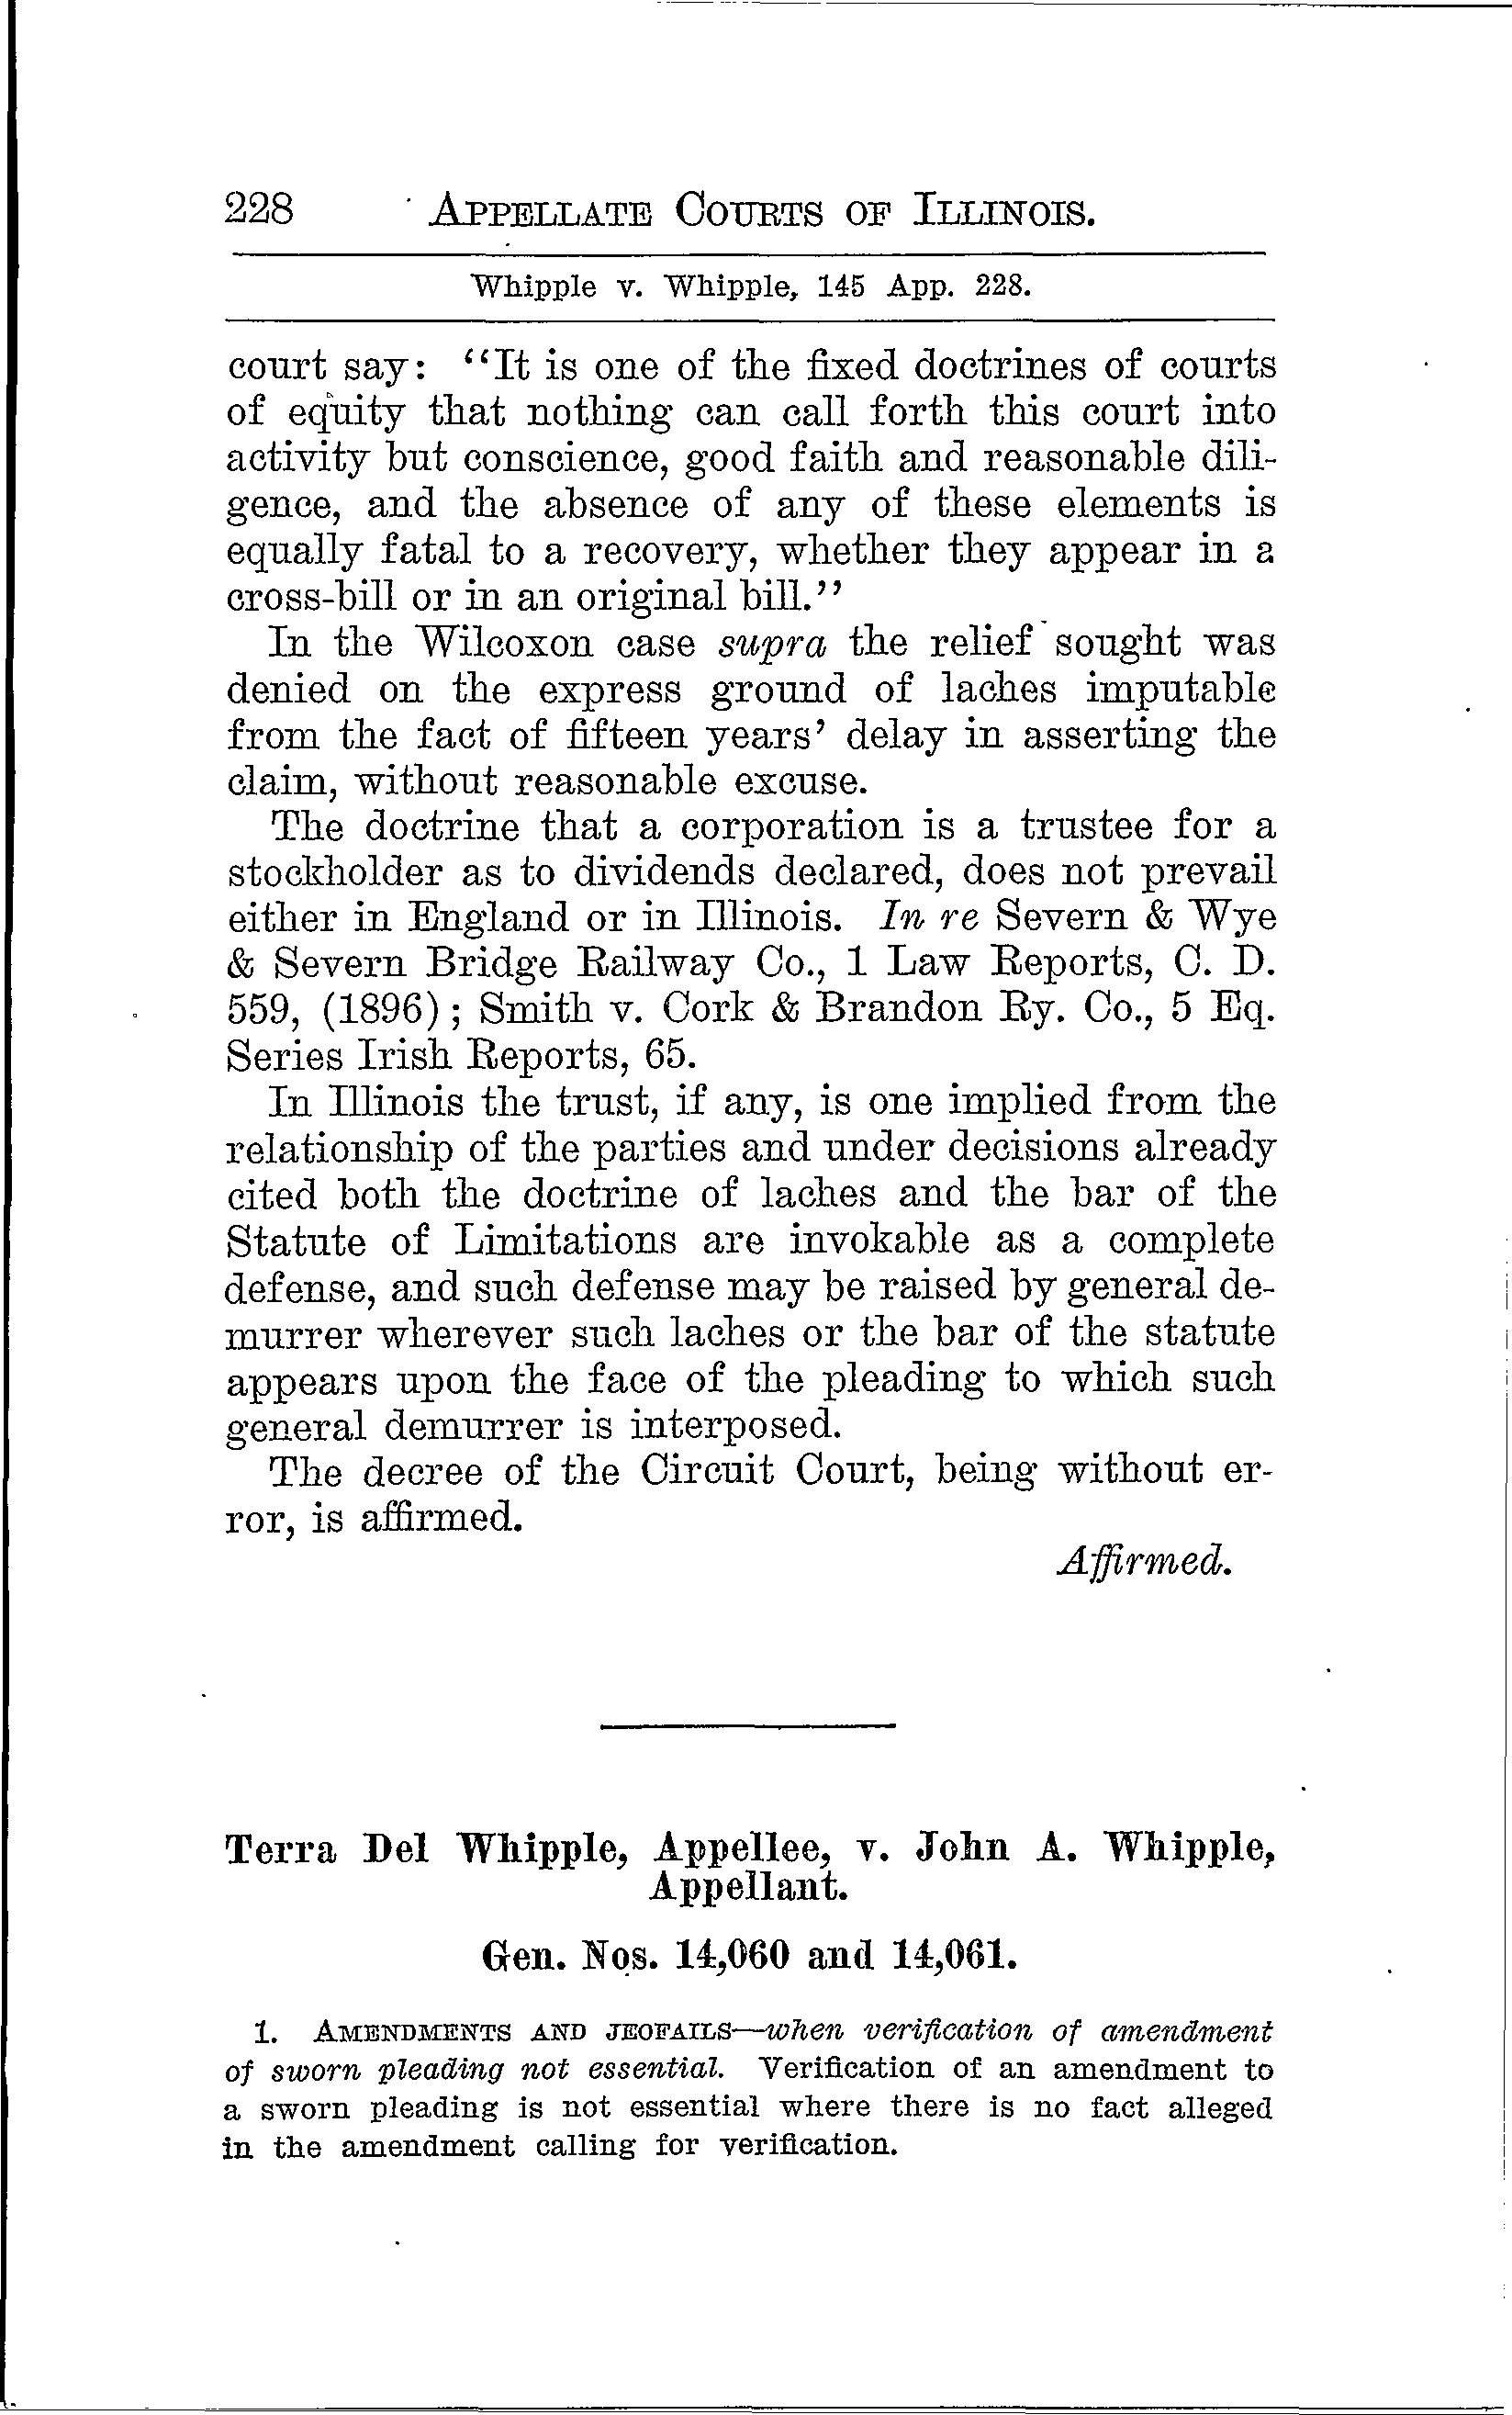 228 APPELLATE COURTS OF ILLINOIS.
Whipple v. Whipple, 145 App. 228.
court say: "It is one of the fixed doctrines of courts
of equity that nothing can call forth this court into
activity but conscience, good faith and reasonable dili-
gence, and the absence of any of these elements is
equally fatal to a recovery, whether they appear in a
cross-bill or in an original bill."
In the Wilcoxon case supra the relief sought was
denied on the express ground of laches imputable
from the fact of fifteen years' delay in asserting the
claim, without reasonable excuse.
The doctrine that a corporation is a trustee for a
stockholder as to dividends declared, does not prevail
either in England or in Illinois. In re Severn & Wye
& Severn Bridge Railway Co., 1 Law Reports, C. D.
559, (1896); Smith v. Cork & Brandon Ry. Co., 5 Eq.
Series Irish Reports, 65.
In Illinois the trust, if any, is one implied from the
relationship of the parties and under decisions already
cited both the doctrine of laches and the bar of the
Statute of Limitations are invokable as a complete
defense, and such defense may be raised by general de-
murrer wherever such laches or the bar of the statute
appears upon the face of the pleading to which such
general demurrer is interposed.
The decree of the Circuit Court, being without er-
ror, is affirmed.
Affirmed.
Terra Del Whipple, Appellee, v. John A. Whipple,
Appellant.
Gen. Nos. 14,060 and 14,061.
1. AMENDMENTS AND JEOFAILS—when verification of amendment
of sworn pleading not essential. Verification of an amendment to
a sworn pleading is not essential where there is no fact alleged
in the amendment calling for verification.